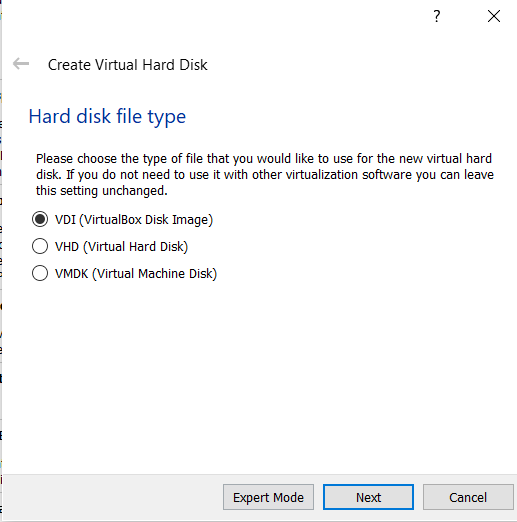 ?
Create Virtual Hard Disk
Hard disk file type
Please choose the type of file that you would like to use for the new virtual hard
disk. If you do not need to use it with other virtualization software you can leave
this setting unchanged.
VDI (VirtualBox Disk Image)
VHD (Virtual Hard Disk)
VMDK (Virtual Machine Disk)
Expert Mode Next Cancel